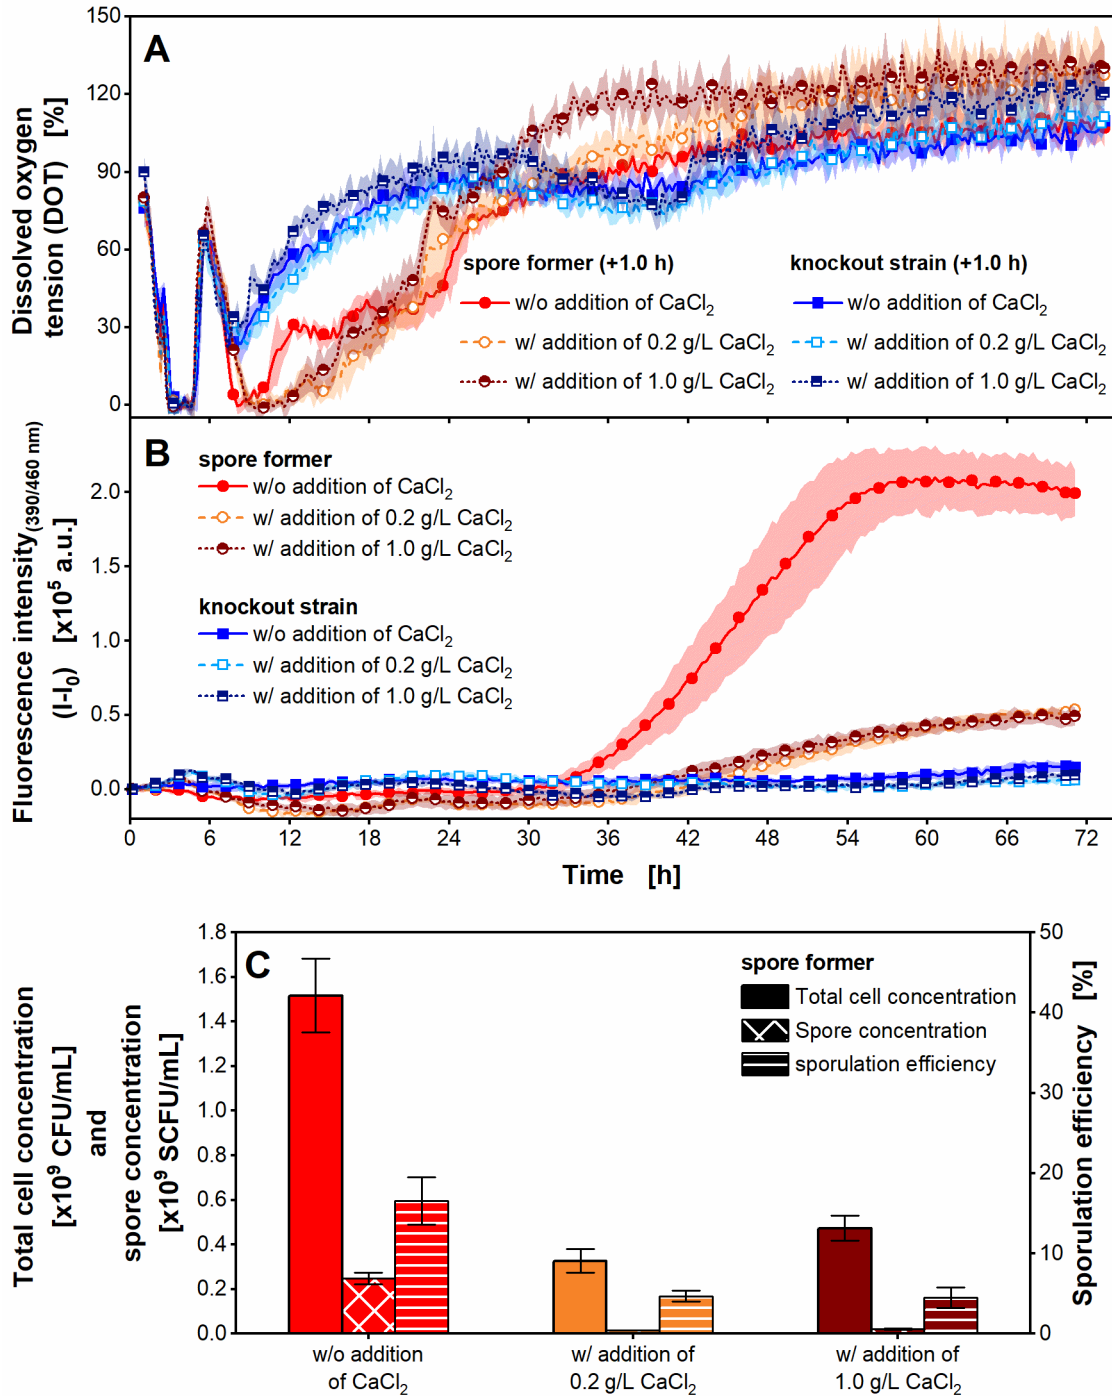 A
Dissolved oxygen
tension (DOT) [%]
150
120
90
60
30
0
spore former (+1.0 h)
w/o addition of CaCl₂
w/ addition of 0.2 g/L CaCl₂
w/ addition of 1.0 g/L CaCl₂
knockout strain (+1.0 h)
w/o addition of CaCl₂
w/ addition of 0.2 g/L CaCl₂
w/ addition of 1.0 g/L CaCl₂
B
Fluorescence intensity(390/460 nm)
(I-I₀) [x10⁵ a.u.]
2.0
1.5
1.0
0.5
0.0
spore former
w/o addition of CaCl₂
w/ addition of 0.2 g/L CaCl₂
w/ addition of 1.0 g/L CaCl₂
knockout strain
w/o addition of CaCl₂
w/ addition of 0.2 g/L CaCl₂
w/ addition of 1.0 g/L CaCl₂
0 6 12 18 24 30 36 42 48 54 60 66 72
Time [h]
C
Total cell concentration
[x10⁹ CFU/mL]
and
spore concentration
[x10⁹ SCFU/mL]
1.8
1.6
1.4
1.2
1.0
0.8
0.6
0.4
0.2
0.0
spore former
Total cell concentration
Spore concentration
sporulation efficiency
50
40
30
20
10
0
Sporulation efficiency [%]
w/o addition
of CaCl₂
w/ addition of
0.2 g/L CaCl₂
w/ addition of
1.0 g/L CaCl₂